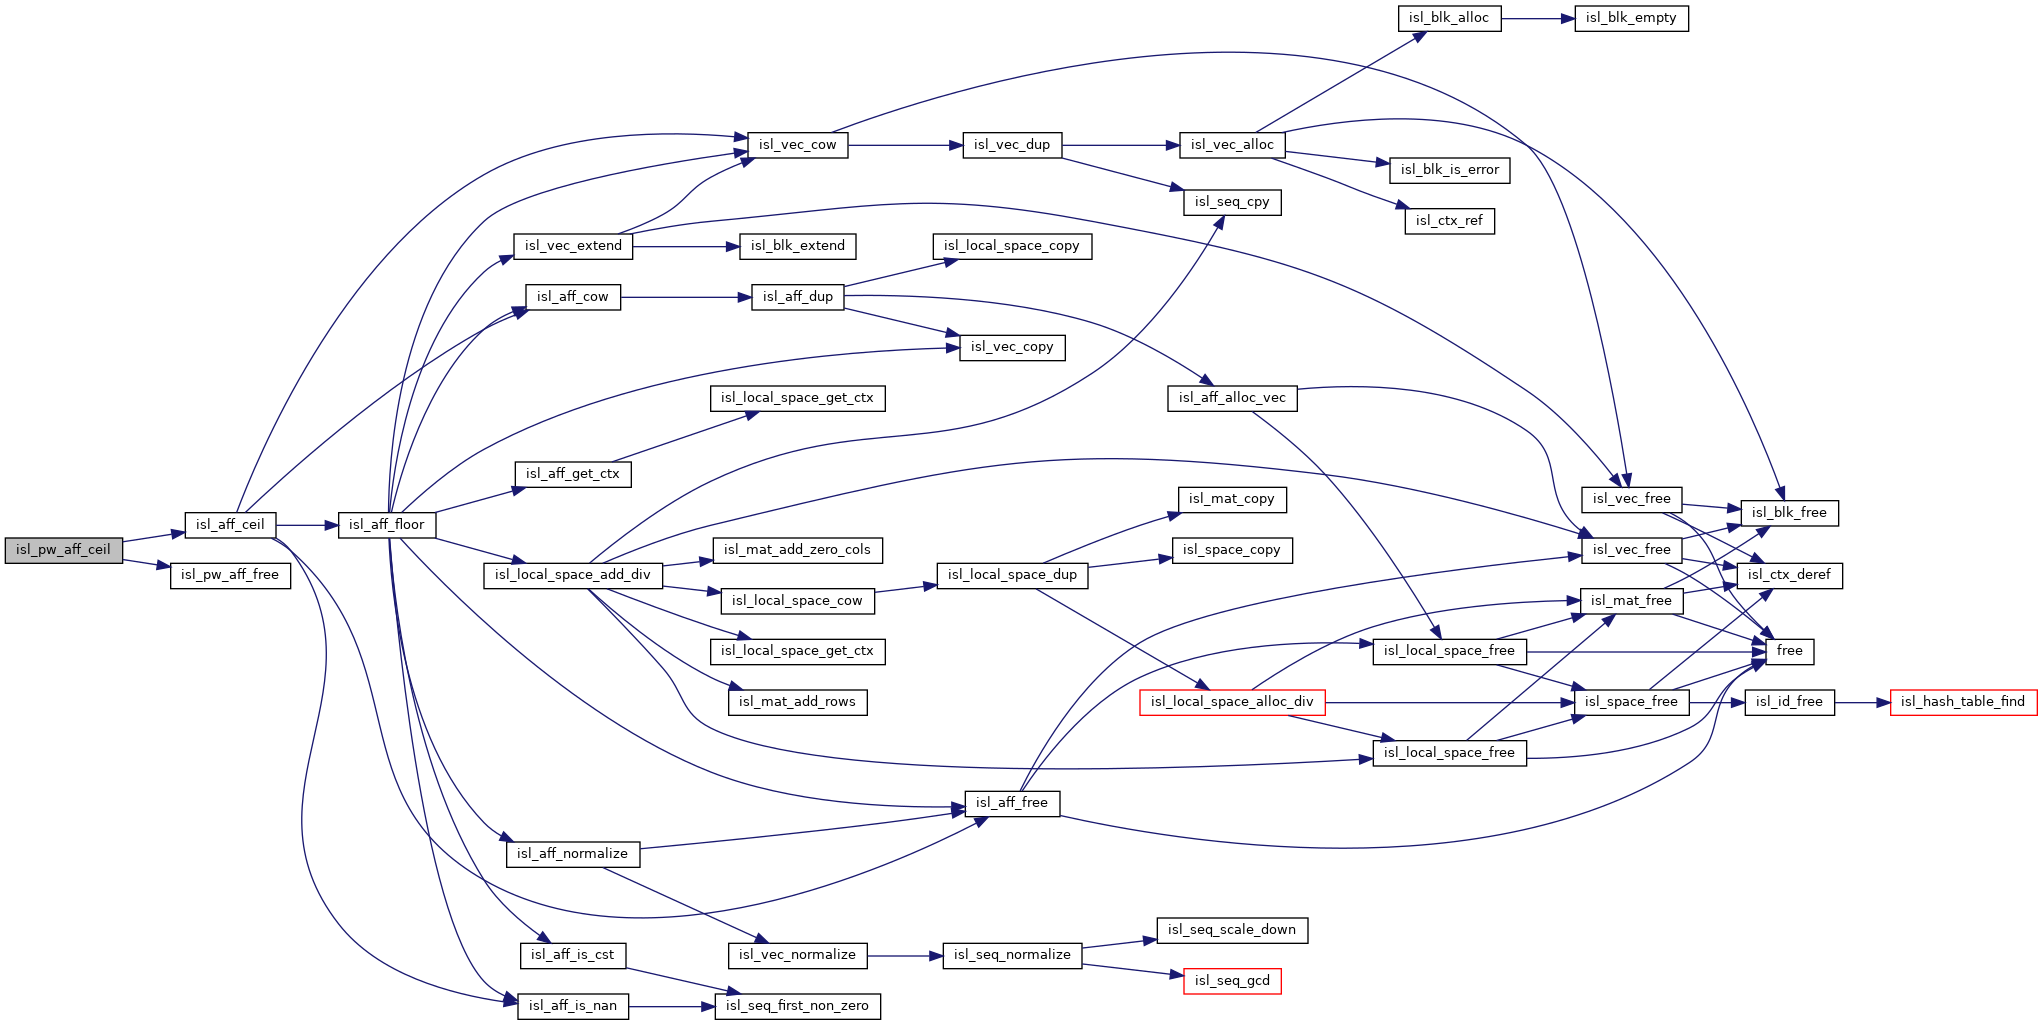 isl_blk_alloc
isl_blk_empty
isl_vec_cow
isl_vec_dup
isl_vec_alloc
isl_blk_is_error
isl_seq_cpy
isl_ctx_ref
isl_vec_extend
isl_blk_extend
isl_local_space_copy
isl_aff_cow
isl_aff_dup
isl_vec_copy
isl_local_space_get_ctx
isl_aff_alloc_vec
isl_aff_get_ctx
isl_mat_copy
isl_vec_free
isl_blk_free
isl_aff_ceil
isl_aff_floor
isl_pw_aff_ceil
isl_mat_add_zero_cols
isl_space_copy
isl_vec_free
isl_pw_aff_free
isl_local_space_add_div
isl_local_space_dup
isl_ctx_deref
isl_local_space_cow
isl_mat_free
isl_local_space_get_ctx
isl_local_space_free
free
isl_mat_add_rows
isl_local_space_alloc_div
isl_space_free
isl_id_free
isl_hash_table_find
isl_local_space_free
isl_aff_free
isl_aff_normalize
isl_seq_scale_down
isl_aff_is_cst
isl_vec_normalize
isl_seq_normalize
isl_seq_gcd
isl_aff_is_nan
isl_seq_first_non_zero